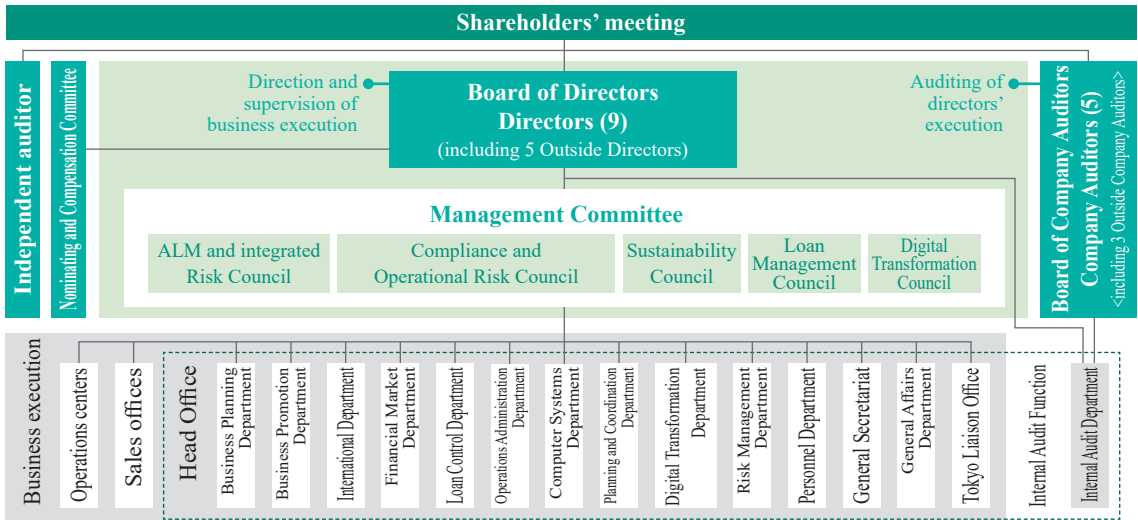 Shareholders' meeting
Independent auditor
Nominating and Compensation Committee
Direction and
supervision of
business execution
Board of Directors
Directors (9)
(including 5 Outside Directors)
Auditing of
directors'
execution
Board of Company Auditors
Company Auditors (5)
<including 3 Outside Company Auditors>
Management Committee
ALM and integrated
Risk Council
Compliance and
Operational Risk Council
Sustainability
Council
Loan
Management
Council
Digital
Transformation
Council
Business execution
Operations centers
Sales offices
Head Office
Business Planning
Department
Business Promotion
Department
International Department
Financial Market
Department
Loan Control Department
Operations Administration
Department
Computer Systems
Department
Planning and Coordination
Department
Digital Transformation
Department
Risk Management
Department
Personnel Department
General Secretariat
General Affairs
Department
Tokyo Liaison Office
Internal Audit Function
Internal Audit Department